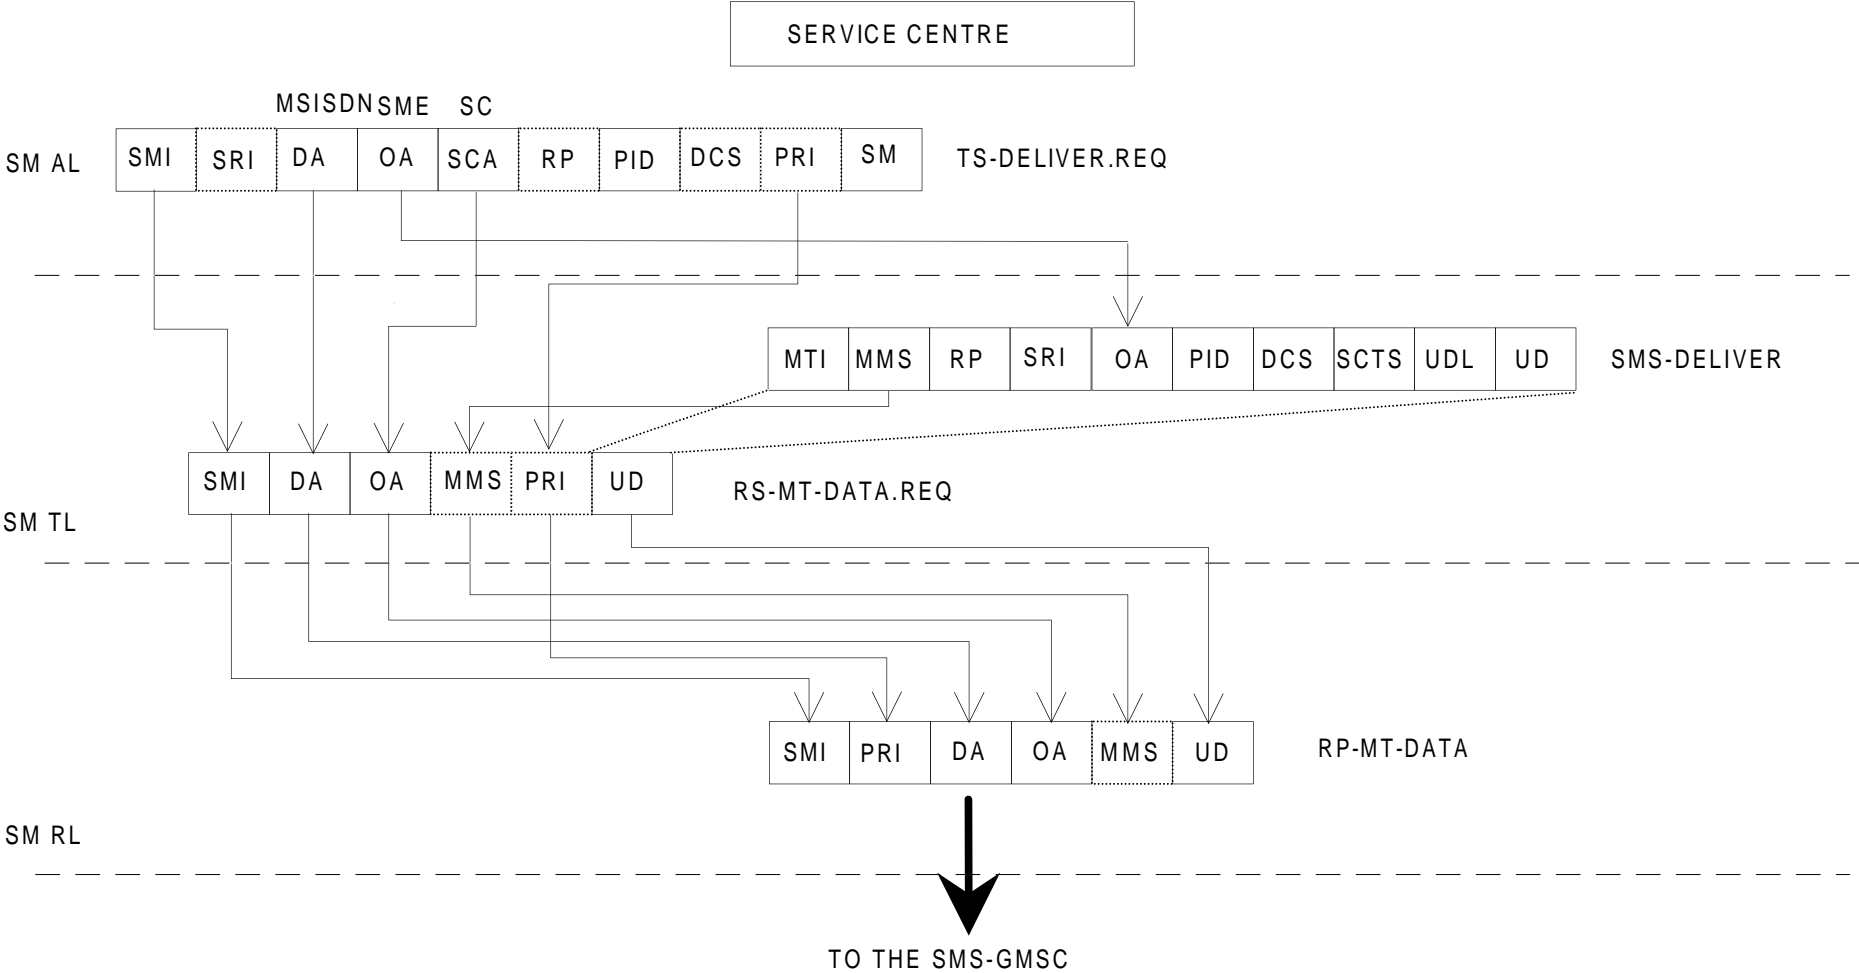 SERVICE CENTRE
MSISDN SME SC
SM AL SMI SRI DA OA SCA RP PID DCS PRI SM TS-DELIVER.REQ
MTI MMS RP SRI OA PID DCS SCTS UDL UD SMS-DELIVER
SMI DA OA MMS PRI UD RS-MT-DATA.REQ
SM TL
SMI PRI DA OA MMS UD RP-MT-DATA
SM RL
TO THE SMS-GMSC